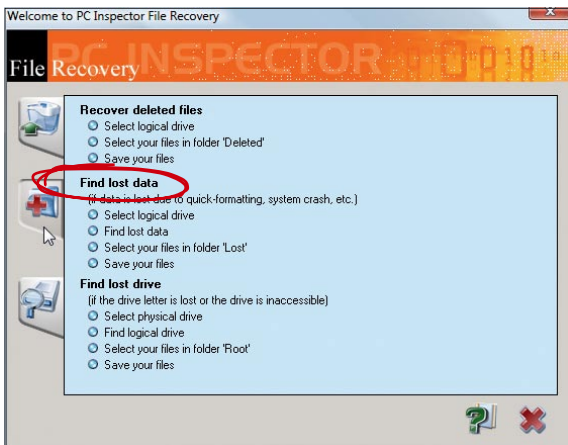 Welcome to PC Inspector File Recovery
PC INSPECTOR
File Recovery
Recover deleted files
Select logical drive
Select your files in folder 'Deleted'
Save your files
Find lost data
(if data is lost due to quick-formatting, system crash, etc.)
Select logical drive
Find lost data
Select your files in folder 'Lost'
Save your files
Find lost drive
(if the drive letter is lost or the drive is inaccessible)
Select physical drive
Find logical drive
Select your files in folder 'Root'
Save your files